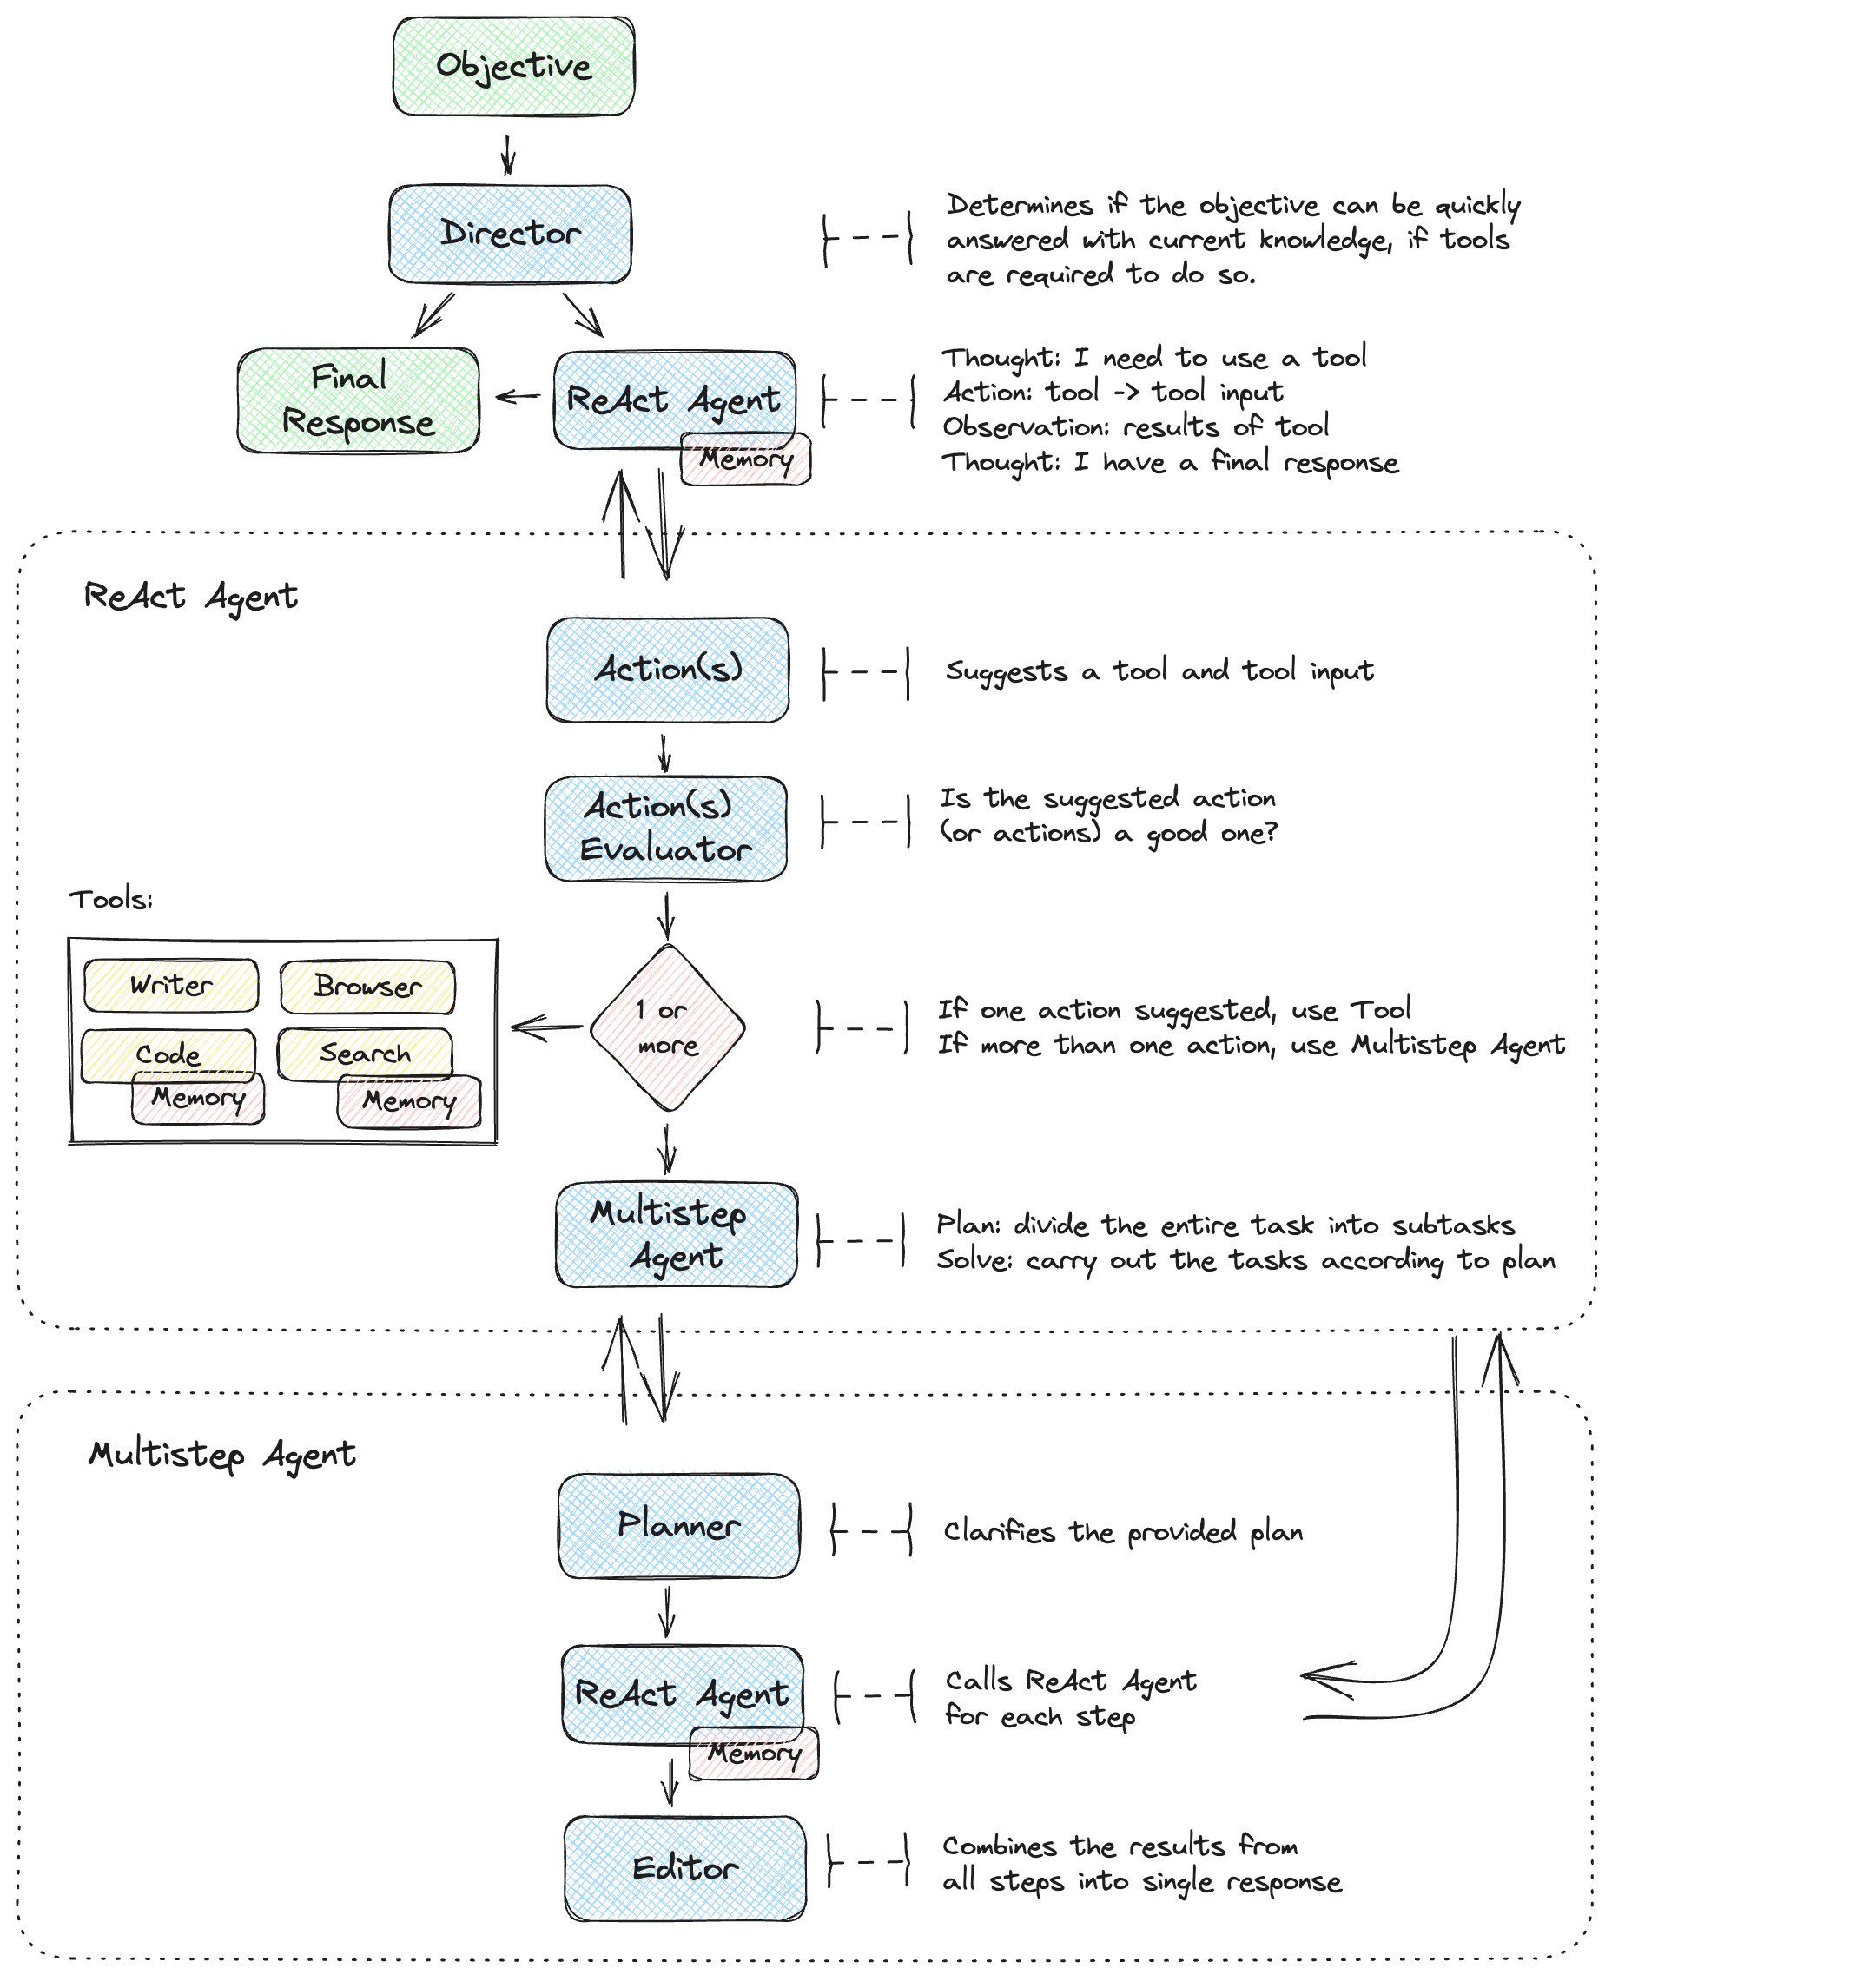 Objective
Director
Determines if the objective can be quickly
answered with current knowledge, if tools
are required to do so.
Final
Response
ReAct Agent
Memory
Thought: I need to use a tool
Action: tool -> tool input
Observation: results of tool
Thought: I have a final response
ReAct Agent
Action(s)
Suggests a tool and tool input
Action(s)
Evaluator
Is the suggested action
(or actions) a good one?
Tools:
Writer
Browser
Code
Search
Memory
Memory
1 or
more
If one action suggested, use Tool
If more than one action, use Multistep Agent
Multistep
Agent
Plan: divide the entire task into subtasks
Solve: carry out the tasks according to plan
Multistep Agent
Planner
Clarifies the provided plan
ReAct Agent
Memory
Calls ReAct Agent
for each step
Editor
Combines the results from
all steps into single response